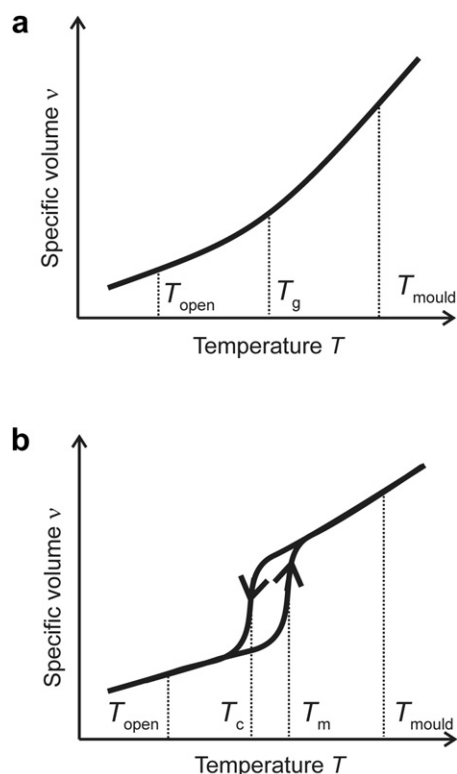 a
Specific volume ν
T_open
T_g
T_mould
Temperature T
b
Specific volume ν
T_open
T_c
T_m
T_mould
Temperature T